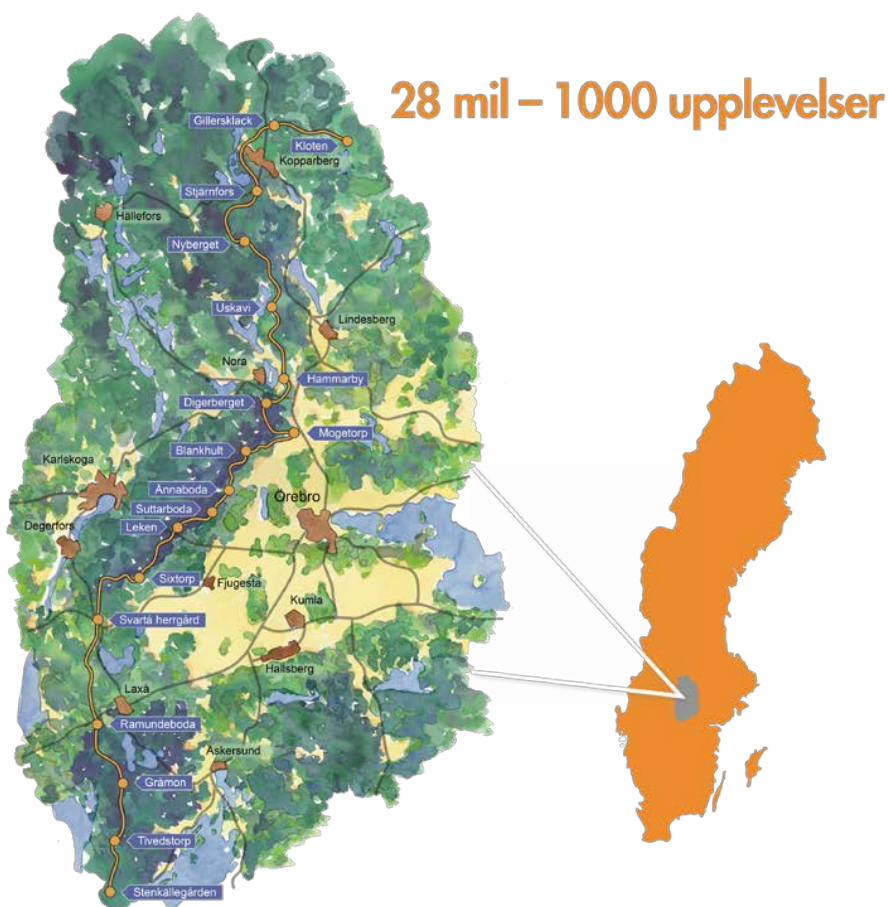 28 mil – 1000 upplevelser
Gillersklack
Kloten
Kopparberg
Stjärnfors
Hällefors
Nyberget
Uskavi
Lindesberg
Nora
Hammarby
Digerberget
Mogetorp
Blankhult
Karlskoga
Ånnaboda
Örebro
Suttarboda
Leken
Degerfors
Sixtorp
Fjugesta
Kumla
Svartå herrgård
Hallsberg
Laxå
Ramundeboda
Askersund
Gråmon
Tivedstorp
Stenkällegården